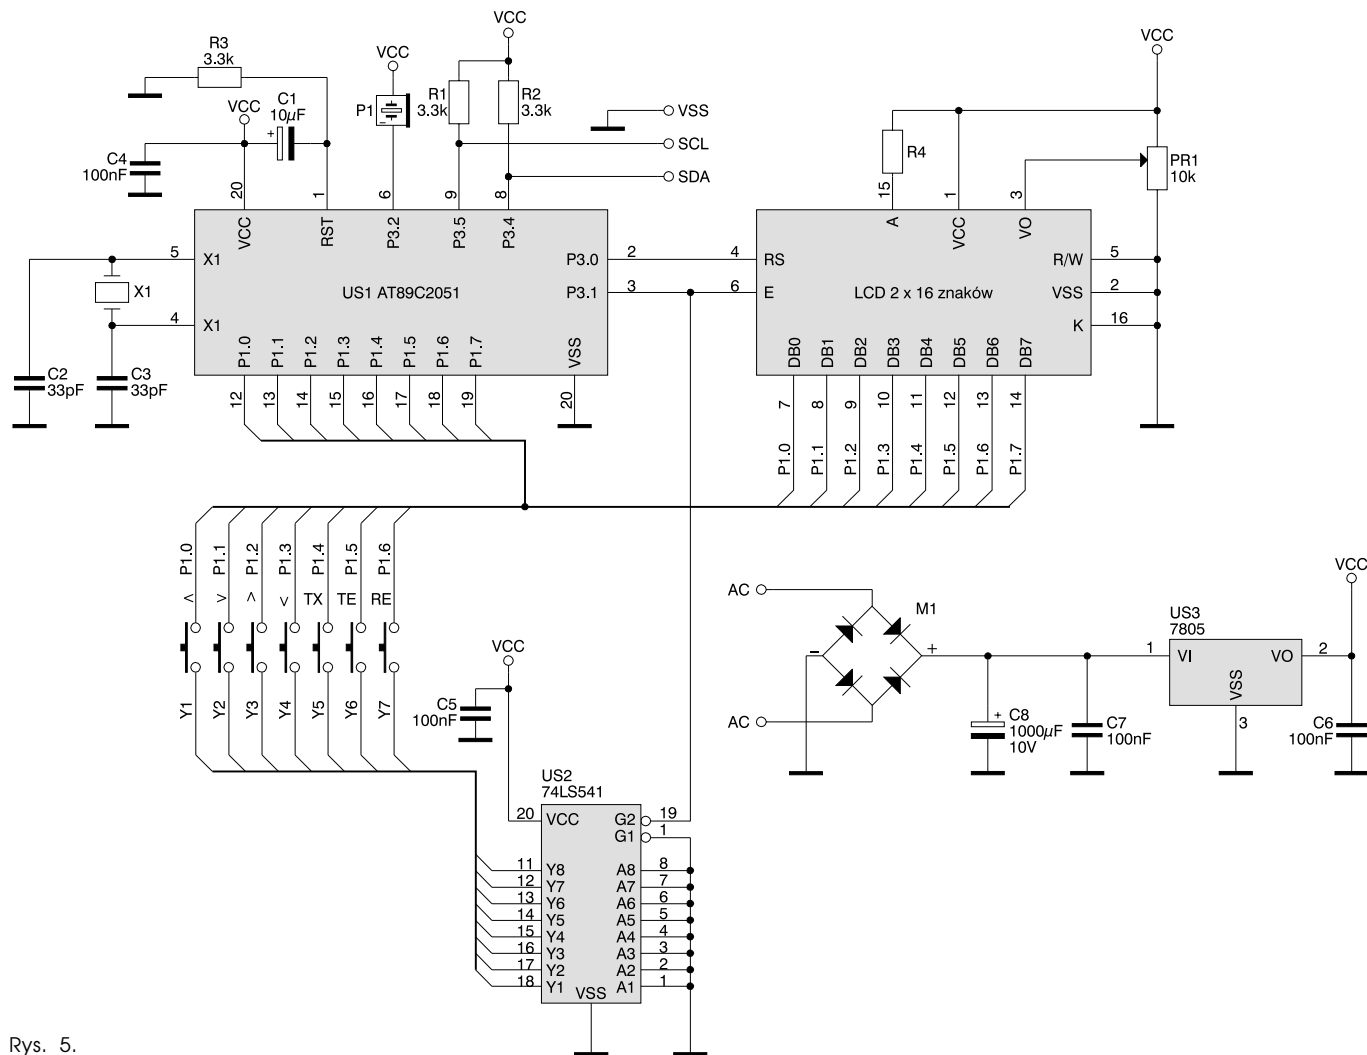 VCC
R3
3.3k
VCC
C1
10µF
+
C4
100nF
VCC
P1
-
R1
3.3k
R2
3.3k
VSS
SCL
SDA
VCC
R4
PR1
10k
20
1
6
9
8
15
1
3
VCC
RST
P3.2
P3.5
P3.4
A
VCC
VO
5
X1
P3.0
2
4
RS
R/W
5
X1
US1 AT89C2051
P3.1
3
6
E
LCD 2 x 16 znaków
VSS
2
4
X1
K
16
P1.0
P1.1
P1.2
P1.3
P1.4
P1.5
P1.6
P1.7
VSS
DB0
DB1
DB2
DB3
DB4
DB5
DB6
DB7
C2
33pF
C3
33pF
12
13
14
15
16
17
18
19
20
7
8
9
10
11
12
13
14
P1.0
P1.1
P1.2
P1.3
P1.4
P1.5
P1.6
P1.7
P1.0
P1.1
P1.2
P1.3
P1.4
P1.5
P1.6
<
<
>
<
TX
TE
RE
Y1
Y2
Y3
Y4
Y5
Y6
Y7
VCC
C5
100nF
AC
AC
M1
-
+
C8
1000µF
10V
+
C7
100nF
US3
7805
1
VI
VO
2
VSS
3
VCC
C6
100nF
US2
74LS541
20
VCC
G2
19
G1
1
11
Y8
A8
8
12
Y7
A7
7
13
Y6
A6
6
14
Y5
A5
5
15
Y4
A4
4
16
Y3
A3
3
17
Y2
A2
2
18
Y1
A1
1
VSS
Rys. 5.